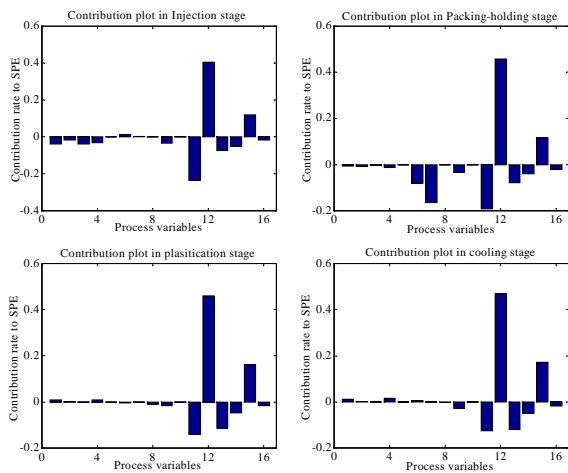 Contribution plot in Injection stage
Contribution rate to SPE
0.6
0.4
0.2
0
-0.2
-0.4
0 4 8 12 16
Process variables
Contribution plot in Packing-holding stage
Contribution rate to SPE
0.6
0.4
0.2
0
-0.2
0 4 8 12 16
Process variables
Contribution plot in plastication stage
Contribution rate to SPE
0.6
0.4
0.2
0
-0.2
0 4 8 12 16
Process variables
Contribution plot in cooling stage
Contribution rate to SPE
0.6
0.4
0.2
0
-0.2
0 4 8 12 16
Process variables